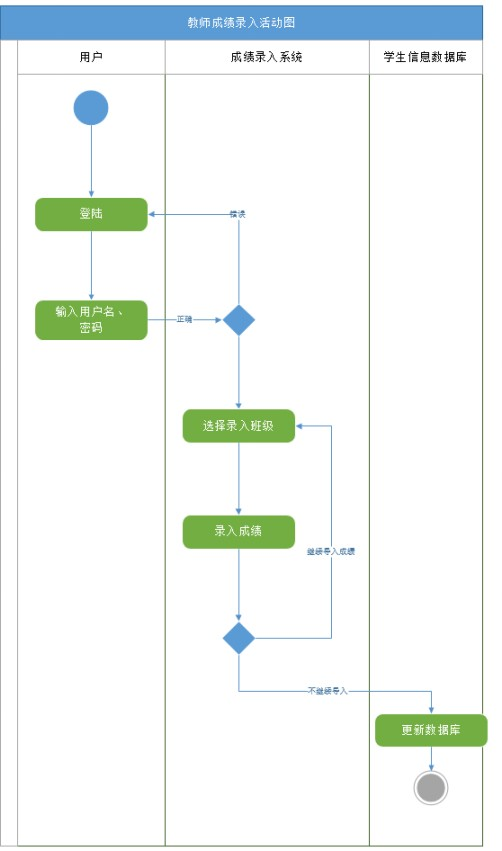 教师成绩录入活动图
用户
成绩录入系统
学生信息数据库
登陆
错误
输入用户名、
密码
正确
选择录入班级
录入成绩
继续导入成绩
不继续导入
更新数据库